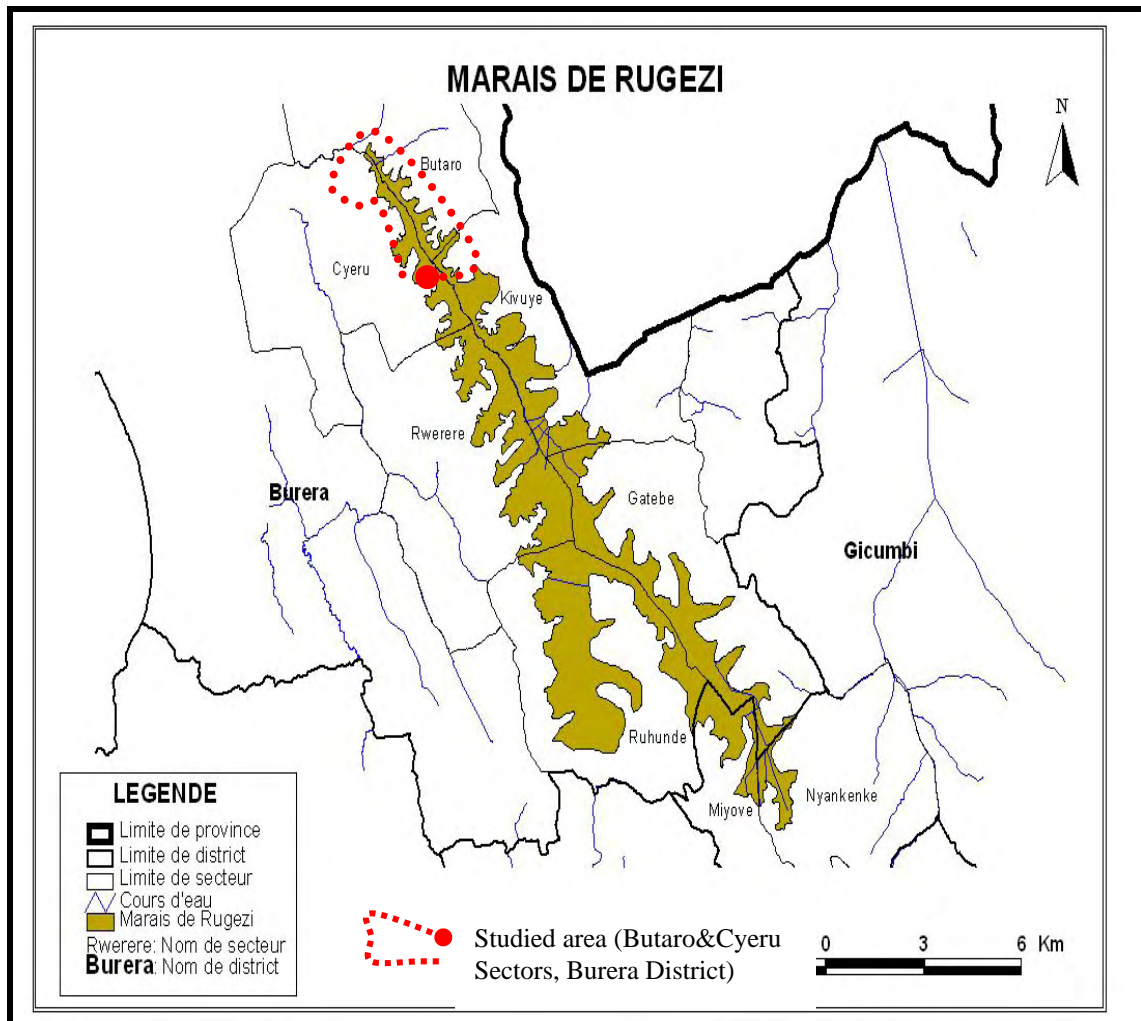 MARAIS DE RUGEZI
N
Butaro
Cyeru
Kivuye
Rwerere
Burera
Gatebe
Gicumbi
Ruhunde
Miyove
Nyankenke
LEGENDE
Limite de province
Limite de district
Limite de secteur
Cours d'eau
Marais de Rugezi
Rwerere: Nom de secteur
Burera: Nom de district
Studied area (Butaro&Cyeru
Sectors, Burera District)
0 3 6 Km